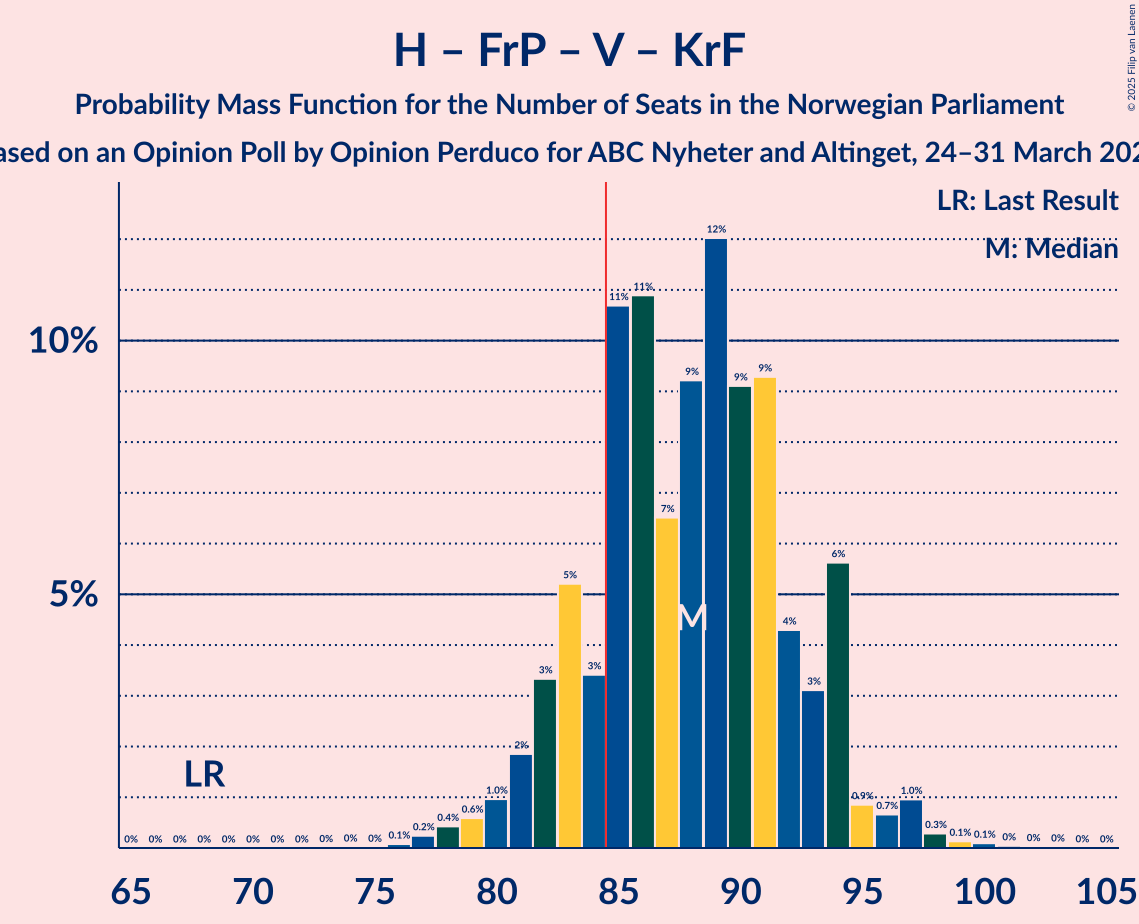 H – FrP – V – KrF
Probability Mass Function for the Number of Seats in the Norwegian Parliament
on an Opinion Poll by Opinion Perduco for ABC Nyheter and Altinget, 24–31 March
© 2025 Filip van Laenen
LR: Last Result
M: Median
10%
5%
LR
M
0% 0% 0% 0% 0% 0% 0% 0% 0% 0% 0% 0.1% 0.2% 0.4% 0.6% 1.0% 2% 3% 5% 3% 11% 11% 7% 9% 12% 9% 9% 4% 3% 6% 0.9% 0.7% 1.0% 0.3% 0.1% 0.1% 0% 0% 0% 0% 0%
65 70 75 80 85 90 95 100 105